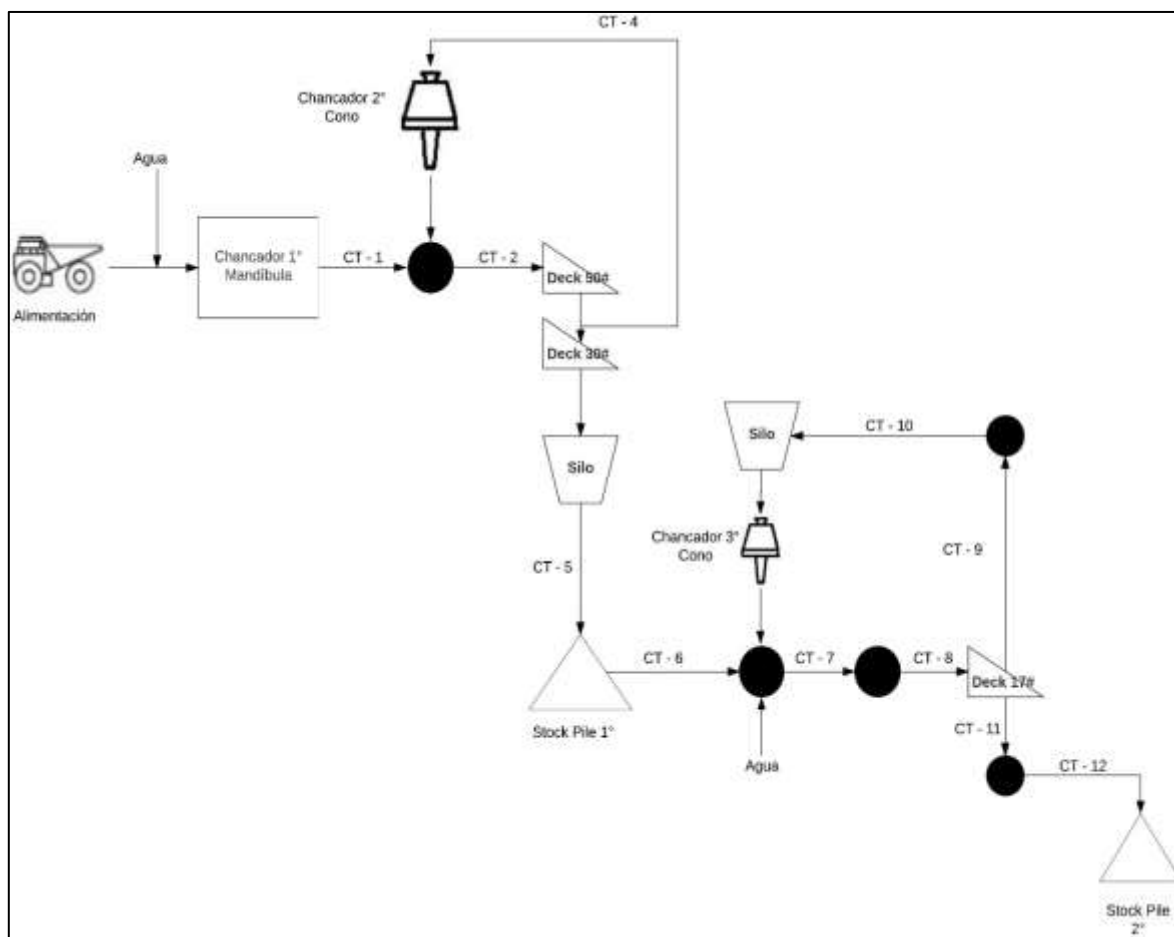 CT - 4
Chancador 2°
Cono
Agua
Chancador 1°
Mandíbula
CT - 1
CT - 2
Deck 50#
Alimentación
Deck 30#
Silo
Silo
CT - 10
Chancador 3°
Cono
CT - 9
CT - 5
CT - 6
CT - 7
CT - 8
Deck 17#
Stock Pile 1°
CT - 11
Agua
CT - 12
Stock Pile
2°